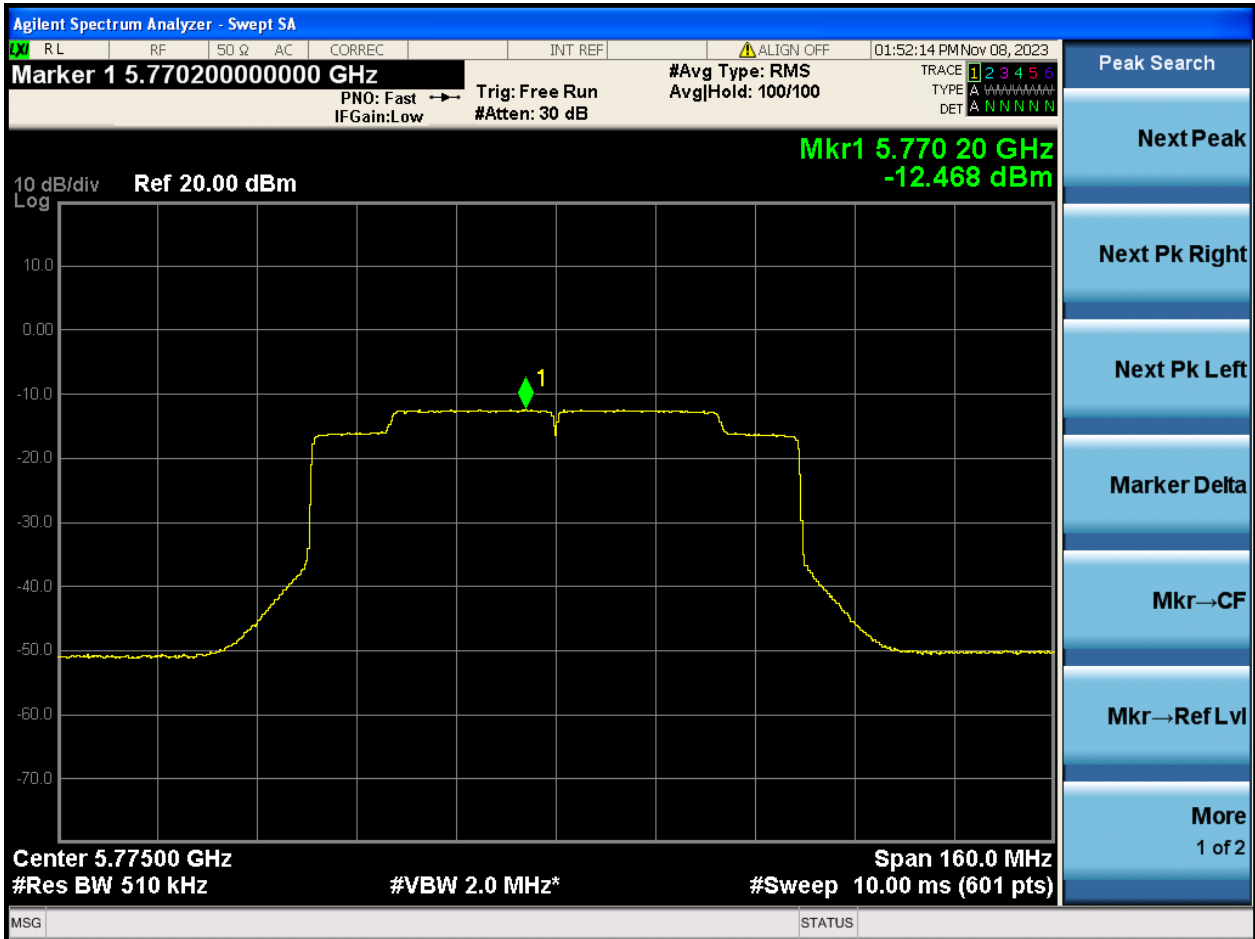 Agilent Spectrum Analyzer - Swept SA
LXI RL RF 50 Ω AC CORREC INT REF ALIGN OFF 01:52:14 PM Nov 08, 2023
Marker 1 5.770200000000 GHz
PNO: Fast
IFGain:Low
Trig: Free Run
#Atten: 30 dB
#Avg Type: RMS
Avg|Hold: 100/100
TRACE 1 2 3 4 5 6
TYPE A WWWWWW
DET A N N N N N
Mkr1 5.770 20 GHz
-12.468 dBm
10 dB/div Ref 20.00 dBm
Log
10.0
0.00
-10.0
-20.0
-30.0
-40.0
-50.0
-60.0
-70.0
1
Center 5.77500 GHz Span 160.0 MHz
#Res BW 510 kHz #VBW 2.0 MHz* #Sweep 10.00 ms (601 pts)
MSG STATUS
Peak Search
Next Peak
Next Pk Right
Next Pk Left
Marker Delta
Mkr→CF
Mkr→Ref Lvl
More
1 of 2